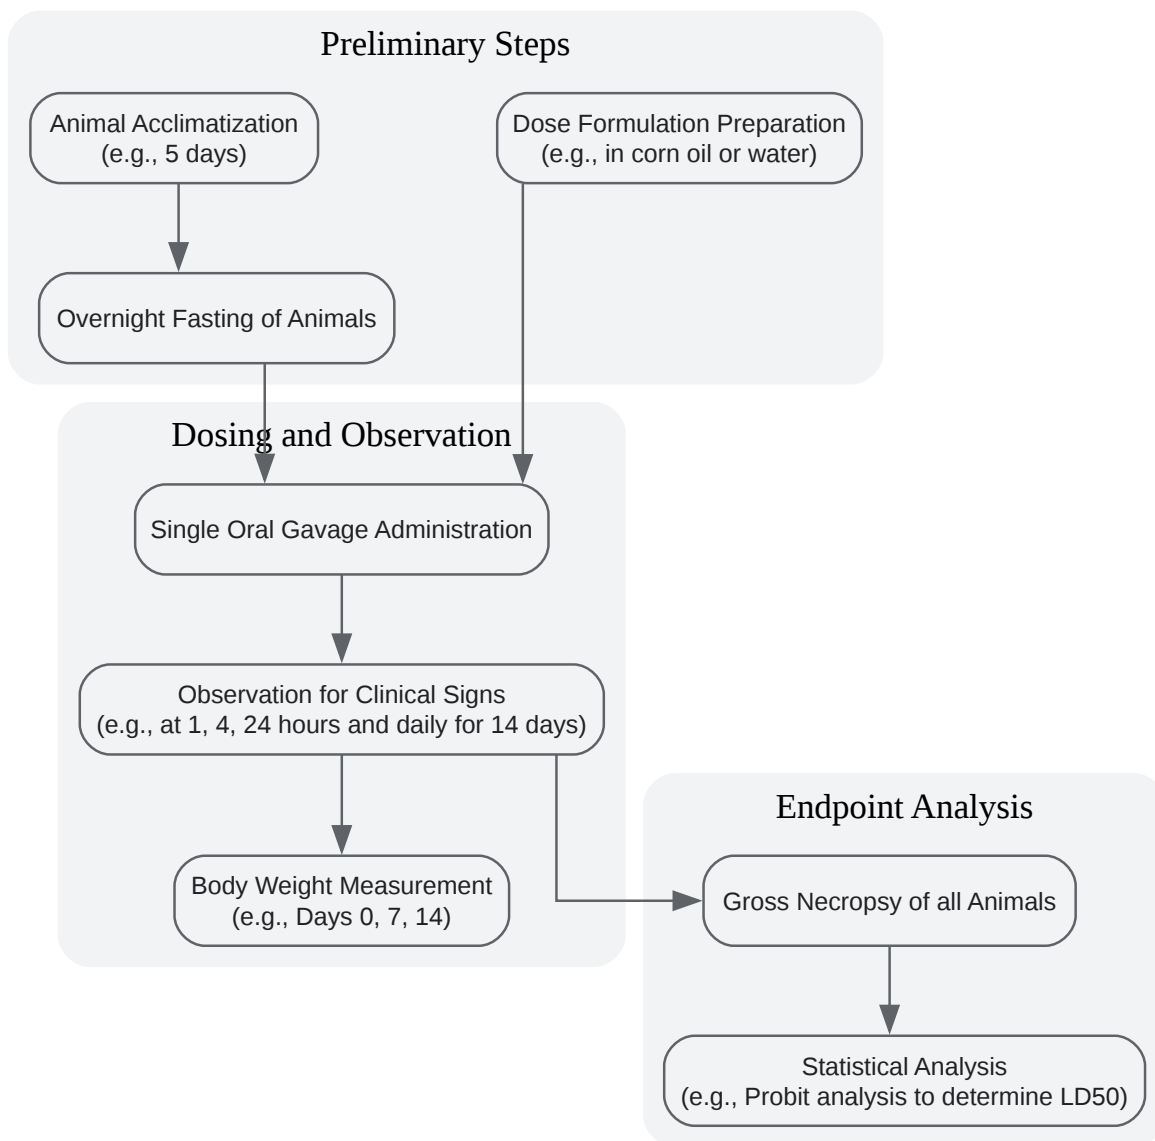 Preliminary Steps
Animal Acclimatization
(e.g., 5 days)
Dose Formulation Preparation
(e.g., in corn oil or water)
Overnight Fasting of Animals
Dosing and Observation
Single Oral Gavage Administration
Observation for Clinical Signs
(e.g., at 1, 4, 24 hours and daily for 14 days)
Body Weight Measurement
(e.g., Days 0, 7, 14)
Endpoint Analysis
Gross Necropsy of all Animals
Statistical Analysis
(e.g., Probit analysis to determine LD50)